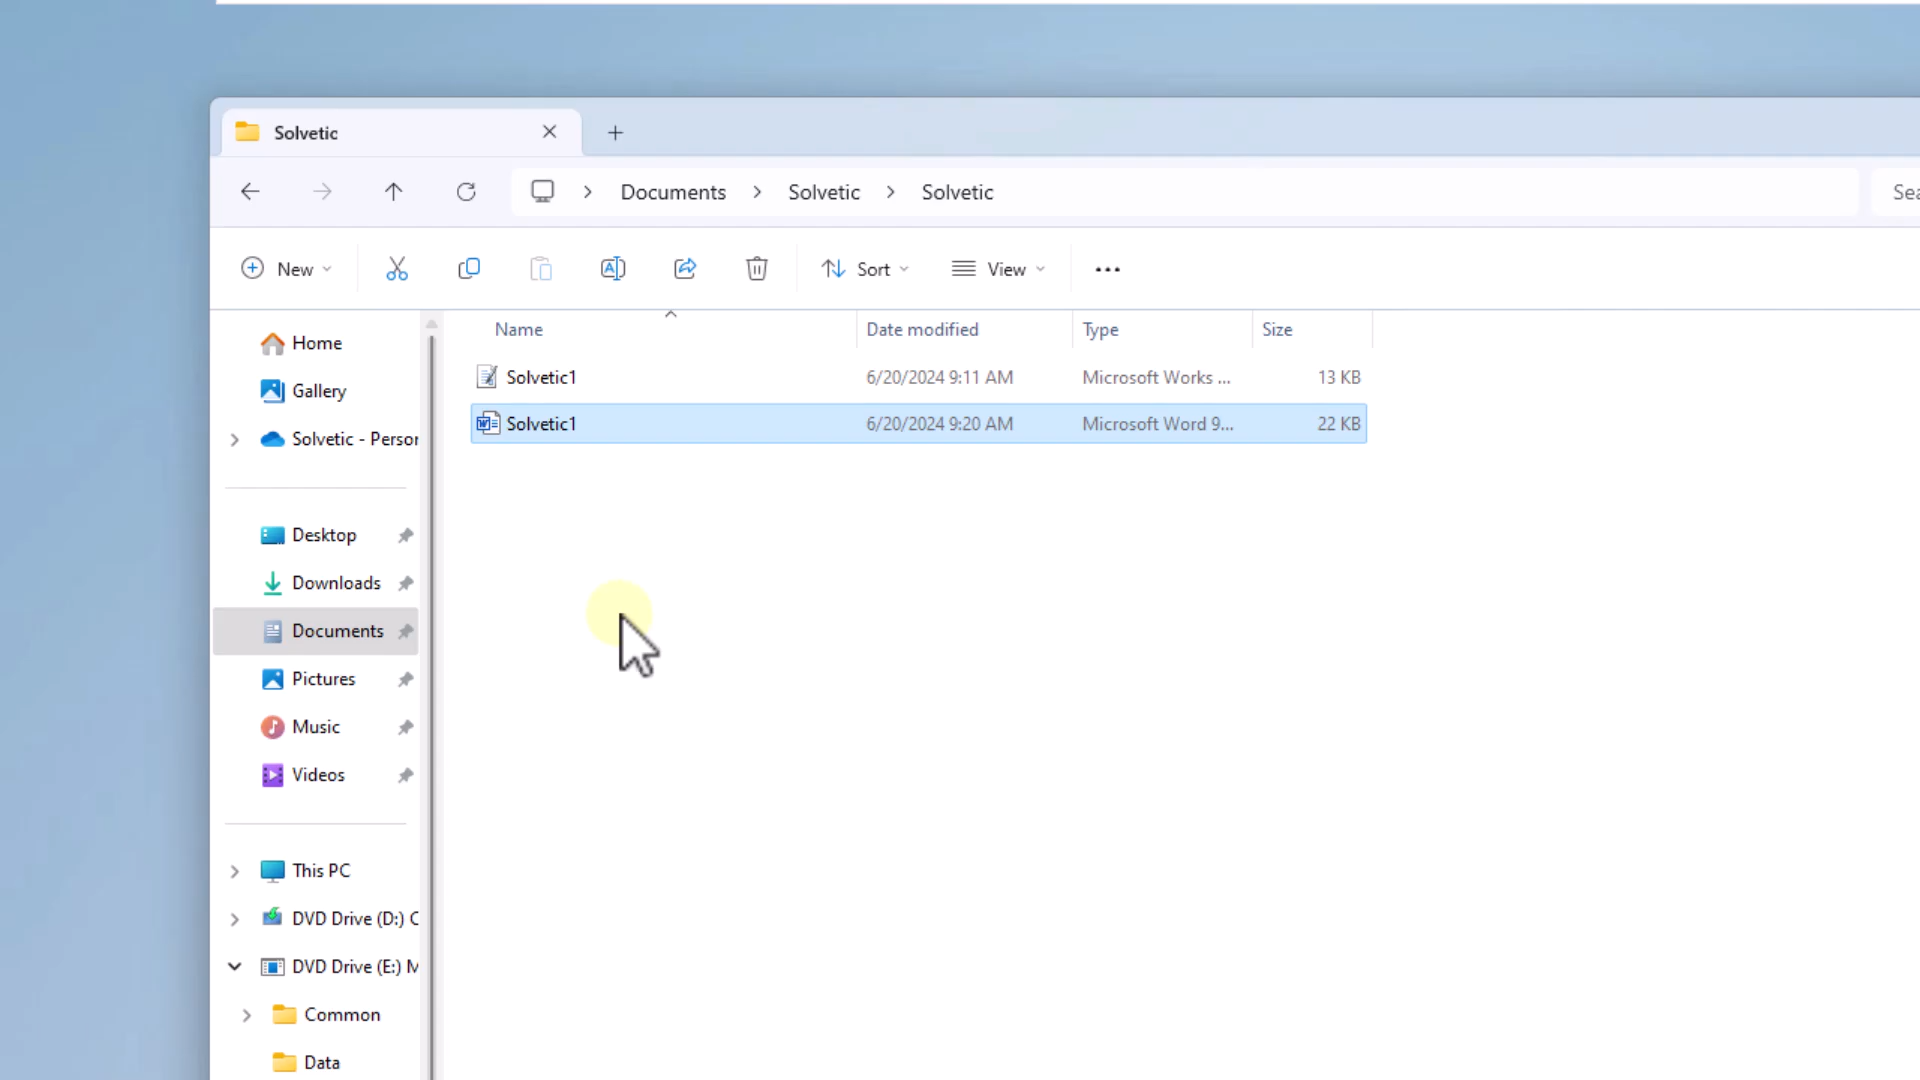 Solvetic
Documents Solvetic Solvetic
Sea
New Sort View
Name Date modified Type Size
Solvetic1 6/20/2024 9:11 AM Microsoft Works ... 13 KB
Solvetic1 6/20/2024 9:20 AM Microsoft Word 9... 22 KB
Home
Gallery
Solvetic - Person
Desktop
Downloads
Documents
Pictures
Music
Videos
This PC
DVD Drive (D:) C
DVD Drive (E:) M
Common
Data